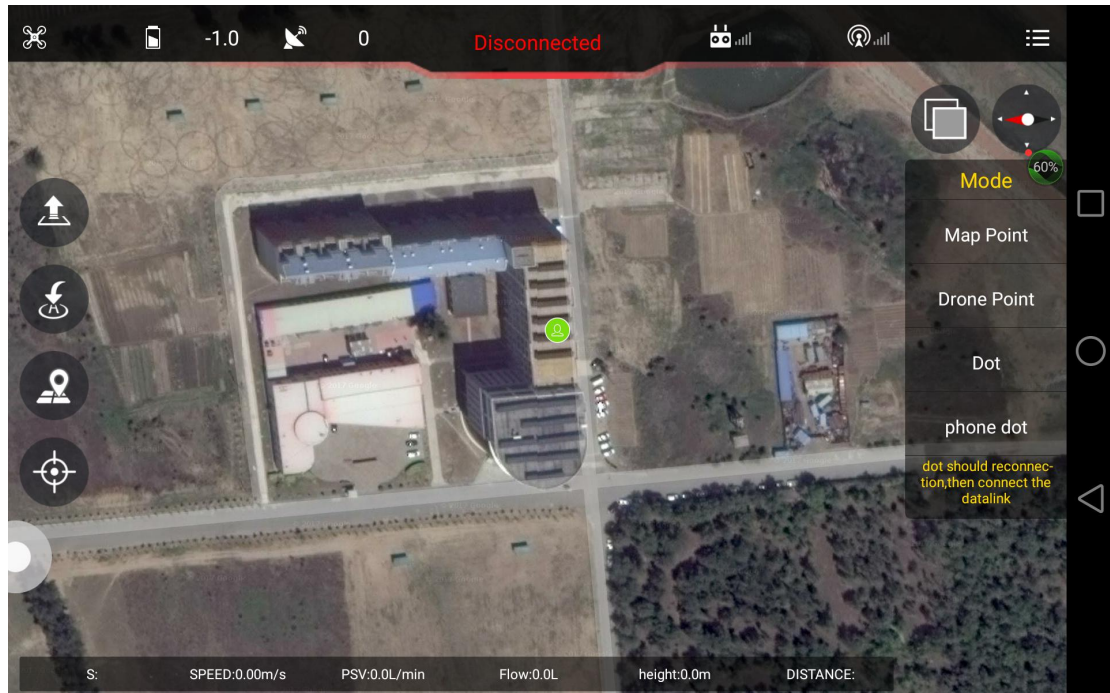 -1.0
0
Disconnected
60%
Mode
Map Point
Drone Point
Dot
phone dot
dot should reconnec-
tion,then connect the
datalink
S:
SPEED:0.00m/s
PSV:0.0L/min
Flow:0.0L
height:0.0m
DISTANCE: